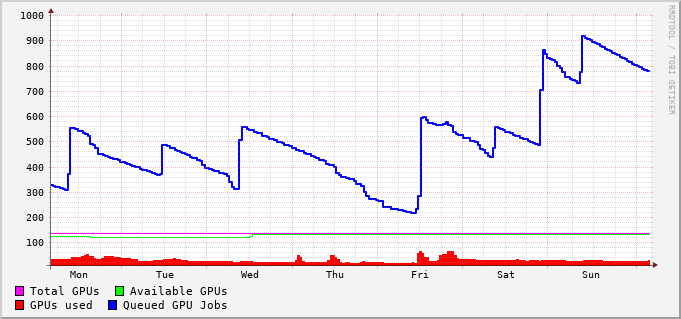 1000
900
800
700
600
500
400
300
200
100
Mon Tue Wed Thu Fri Sat Sun
Total GPUs Available GPUs
GPUs used Queued GPU Jobs
RRDTOOL / TOBI OETIKER